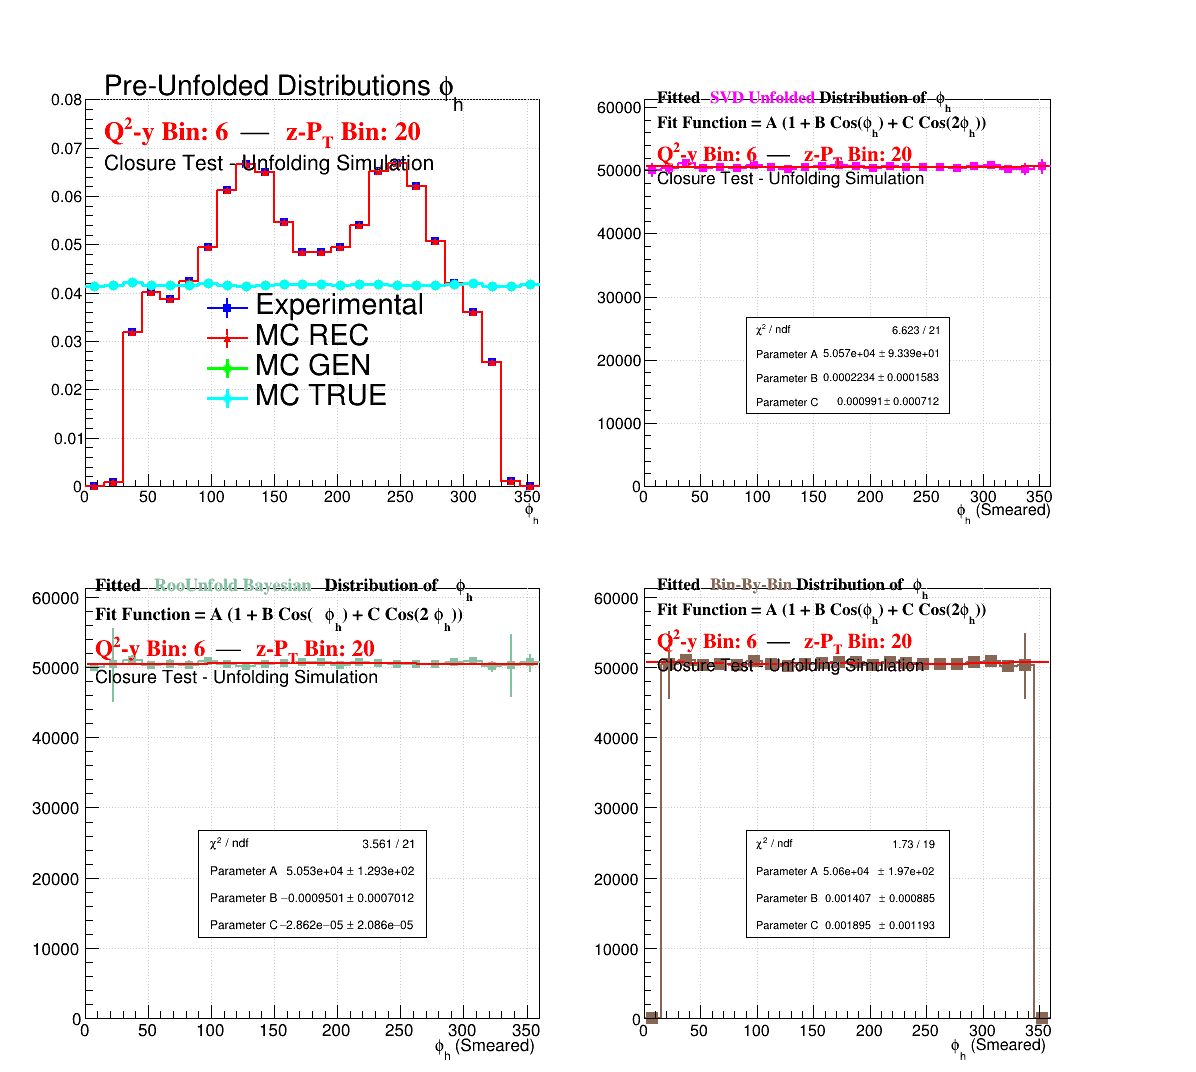 Pre-Unfolded Distributions ϕh
Q2-y Bin: 6 — z-PT Bin: 20
Closure Test - Unfolding Simulation
0.08
0.07
0.06
0.05
0.04
0.03
0.02
0.01
0
Experimental
MC REC
MC GEN
MC TRUE
0 50 100 150 200 250 300 350
ϕh
Fitted SVD Unfolded Distribution of ϕh
Fit Function = A (1 + B Cos(ϕh) + C Cos(2ϕh))
Q2-y Bin: 6 — z-PT Bin: 20
Closure Test - Unfolding Simulation
60000
50000
40000
30000
20000
10000
0
χ2 / ndf 6.623 / 21
Parameter A 5.057e+04 ± 9.339e+01
Parameter B 0.0002234 ± 0.0001583
Parameter C 0.000991 ± 0.000712
0 50 100 150 200 250 300 350
ϕh (Smeared)
Fitted RooUnfold Bayesian Distribution of ϕh
Fit Function = A (1 + B Cos( ϕh) + C Cos(2 ϕh))
Q2-y Bin: 6 — z-PT Bin: 20
Closure Test - Unfolding Simulation
60000
50000
40000
30000
20000
10000
0
χ2 / ndf 3.561 / 21
Parameter A 5.053e+04 ± 1.293e+02
Parameter B −0.0009501 ± 0.0007012
Parameter C −2.862e−05 ± 2.086e−05
0 50 100 150 200 250 300 350
ϕh (Smeared)
Fitted Bin-By-Bin Distribution of ϕh
Fit Function = A (1 + B Cos(ϕh) + C Cos(2ϕh))
Q2-y Bin: 6 — z-PT Bin: 20
Closure Test - Unfolding Simulation
60000
50000
40000
30000
20000
10000
0
χ2 / ndf 1.73 / 19
Parameter A 5.06e+04 ± 1.97e+02
Parameter B 0.001407 ± 0.000885
Parameter C 0.001895 ± 0.001193
0 50 100 150 200 250 300 350
ϕh (Smeared)